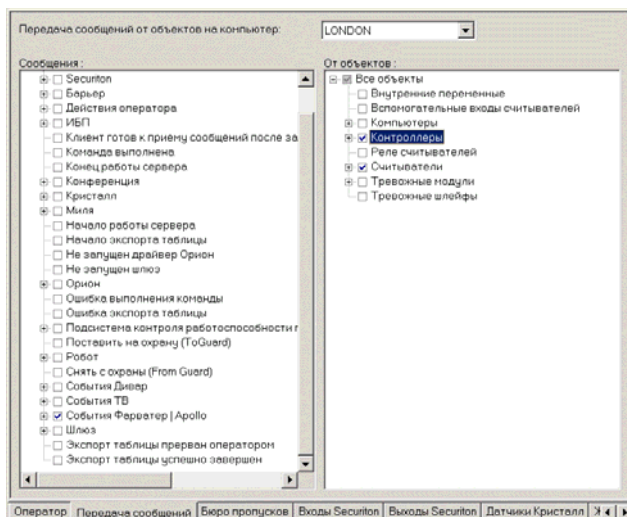 Передача сообщений от объектов на компьютер:
LONDON
Сообщения :
Securiton
Барьер
Действия оператора
ИБП
Клиент готов к приему сообщений после за
Команда выполнена
Конец работы сервера
Конференция
Кристалл
Миля
Начало работы сервера
Начало экспорта таблицы
Не запущен драйвер Орион
Не запущен шлюз
Орион
Ошибка выполнения команды
Ошибка экспорта таблицы
Подсистема контроля работоспособности г
Поставить на охрану (ToGuard)
Робот
Снять с охраны (From Guard)
События Дивар
События ТВ
События Фарватер | Apollo
Шлюз
Экспорт таблицы прерван оператором
Экспорт таблицы успешно завершен
От объектов :
Все объекты
Внутренние переменные
Вспомогательные входы считывателей
Компьютеры
Контроллеры
Реле считывателей
Считыватели
Тревожные модули
Тревожные шлейфы
Оператор Передача сообщений Бюро пропусков Входы Securiton Выходы Securiton Датчики Кристалл